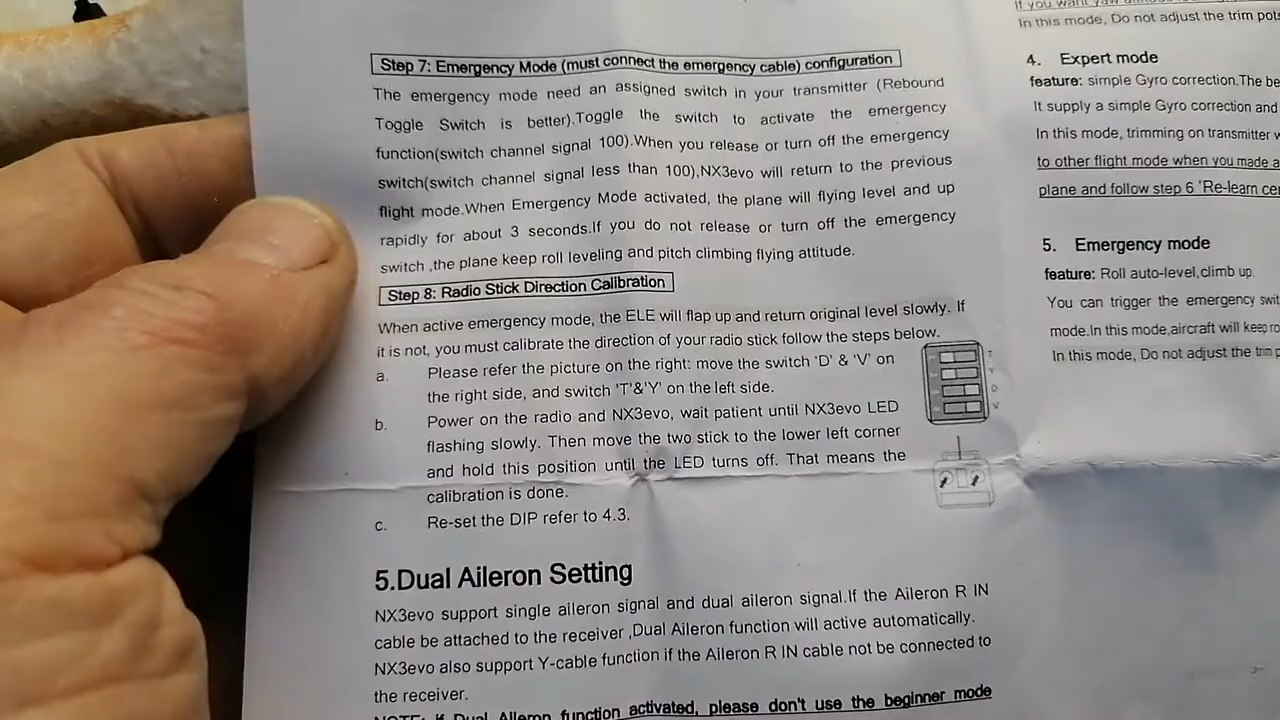 Step 7: Emergency Mode (must connect the emergency cable) configuration
The emergency mode need an assigned switch in your transmitter (Rebound
Toggle Switch is better).Toggle the switch to activate the emergency
function(switch channel signal 100).When you release or turn off the emergency
switch(switch channel signal less than 100),NX3evo will return to the previous
flight mode.When Emergency Mode activated, the plane will flying level and up
rapidly for about 3 seconds.If you do not release or turn off the emergency
switch ,the plane keep roll leveling and pitch climbing flying attitude.
Step 8: Radio Stick Direction Calibration
When active emergency mode, the ELE will flap up and return original level slowly. If
it is not, you must calibrate the direction of your radio stick follow the steps below.
a. Please refer the picture on the right: move the switch 'D' & 'V' on
the right side, and switch 'T'&'Y' on the left side.
b. Power on the radio and NX3evo, wait patient until NX3evo LED
flashing slowly. Then move the two stick to the lower left corner
and hold this position until the LED turns off. That means the
calibration is done.
c. Re-set the DIP refer to 4.3.
T
Y
D
V
5.Dual Aileron Setting
NX3evo support single aileron signal and dual aileron signal.If the Aileron R IN
cable be attached to the receiver ,Dual Aileron function will active automatically.
NX3evo also support Y-cable function if the Aileron R IN cable not be connected to
the receiver.
NOTE: If Dual Aileron function activated, please don't use the beginner mode
If you want yaw
In this mode, Do not adjust the trim pots
4. Expert mode
feature: simple Gyro correction.The be
It supply a simple Gyro correction and
In this mode, trimming on transmitter w
to other flight mode when you made a
plane and follow step 6 'Re-learn cen
5. Emergency mode
feature: Roll auto-level,climb up.
You can trigger the emergency swit
mode.In this mode,aircraft will keep ro
In this mode, Do not adjust the trim p